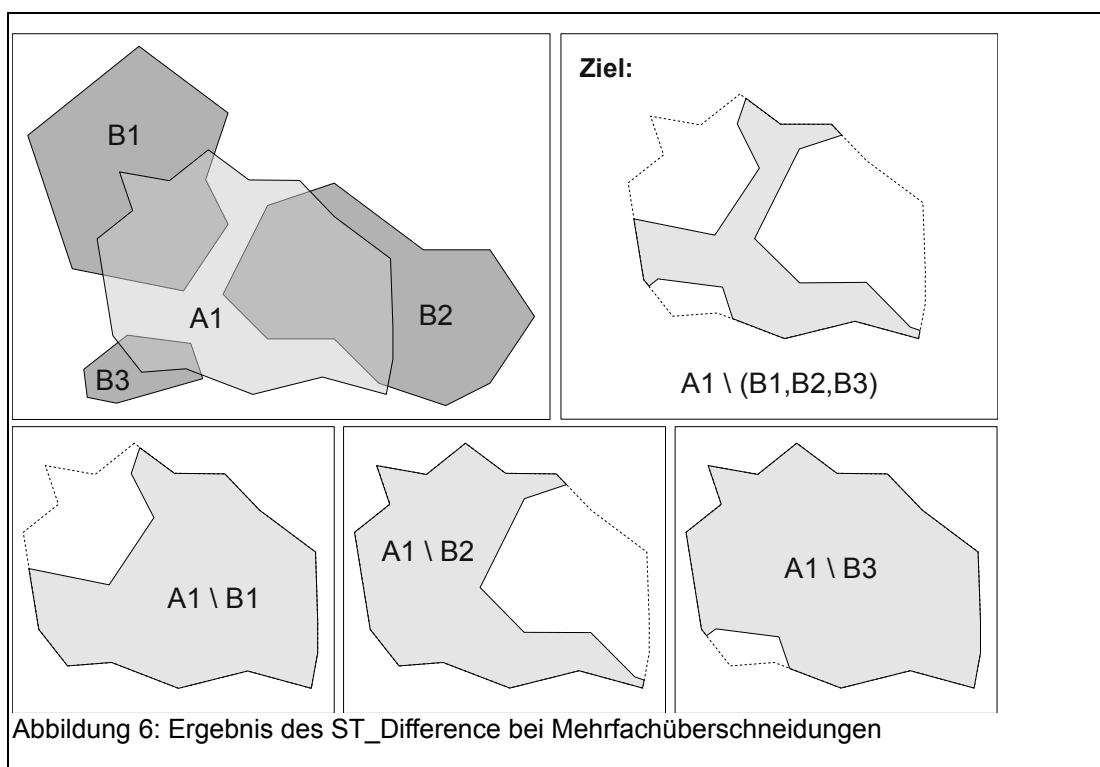 B1
A1
B2
B3
Ziel:
A1 \ (B1,B2,B3)
A1 \ B1
A1 \ B2
A1 \ B3
Abbildung 6: Ergebnis des ST_Difference bei Mehrfachüberschneidungen